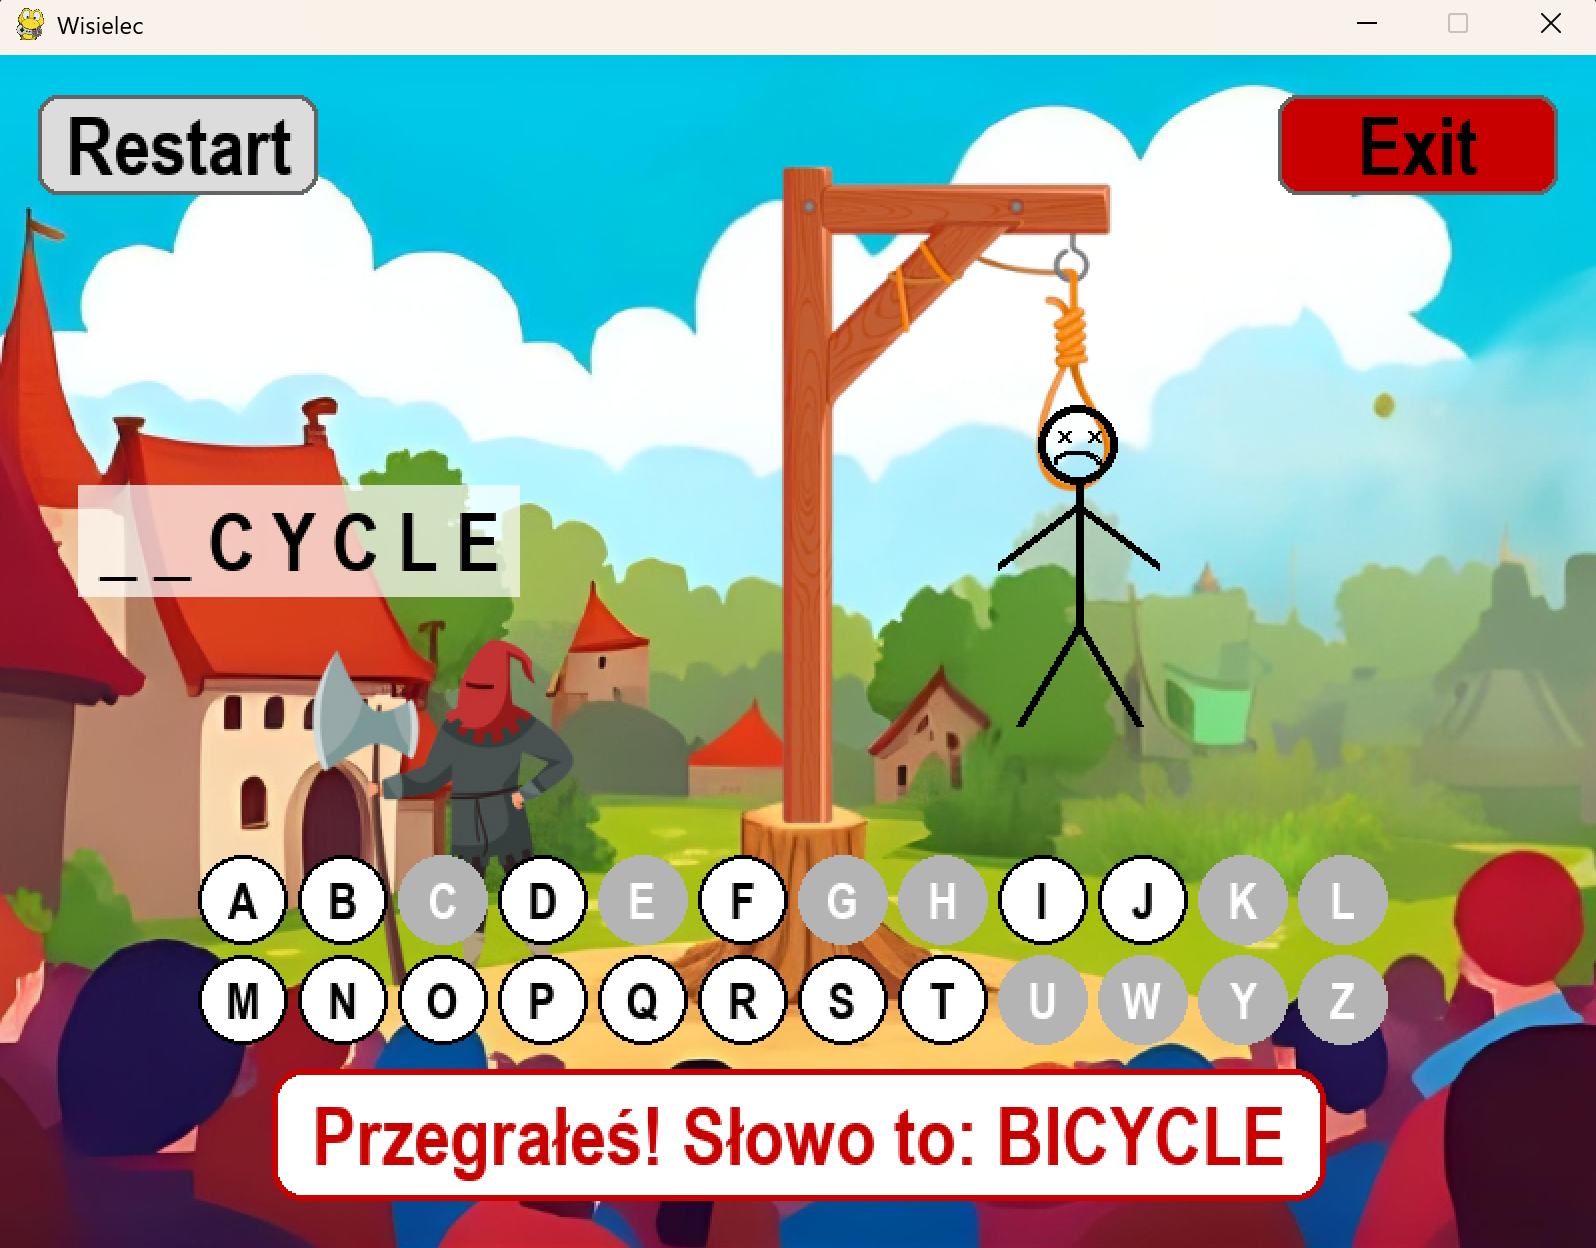 Wisielec
Restart
Exit
_ _ C Y C L E
A B C D E F G H I J K L
M N O P Q R S T U W Y Z
Przegrałeś! Słowo to: BICYCLE